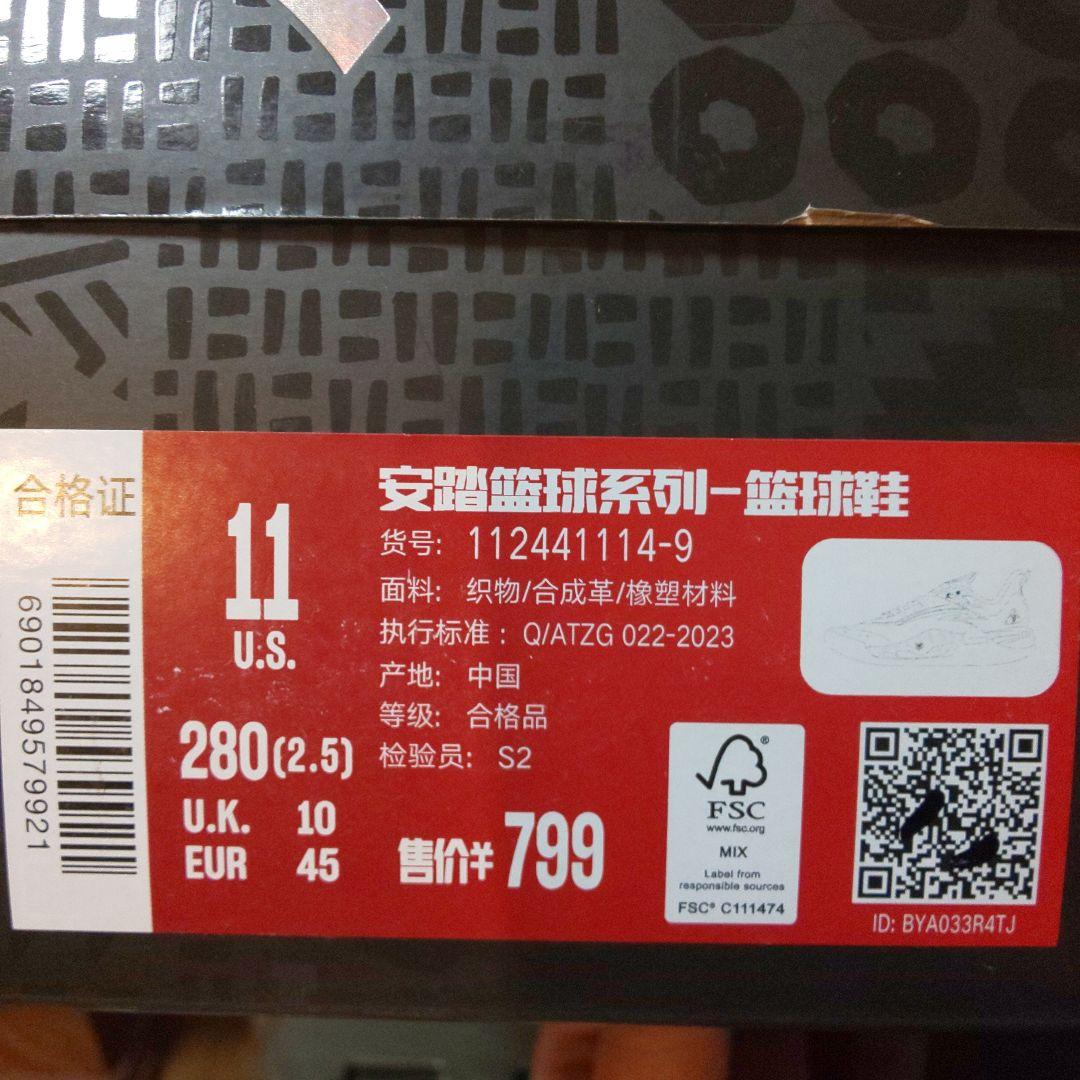 合格证
6901849579921
11
U.S.
280(2.5)
U.K. 10
EUR 45
安踏篮球系列-篮球鞋
货号: 112441114-9
面料: 织物/合成革/橡塑材料
执行标准: Q/ATZG 022-2023
产地: 中国
等级: 合格品
检验员: S2
售价¥799
FSC®
www.fsc.org
MIX
Label from
responsible sources
FSC® C111474
ID: BYA033R4TJ